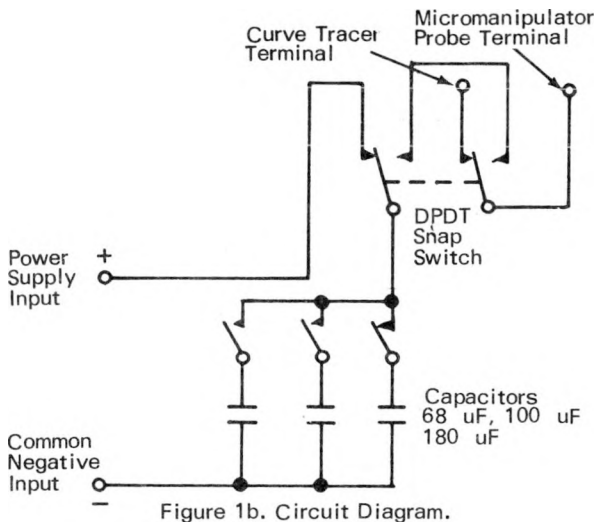 Micromanipulator
Probe Terminal
Curve Tracer
Terminal
DPDT
Snap
Switch
Power
Supply
Input
+
Capacitors
68 uF, 100 uF
180 uF
Common
Negative
Input
–
Figure 1b. Circuit Diagram.